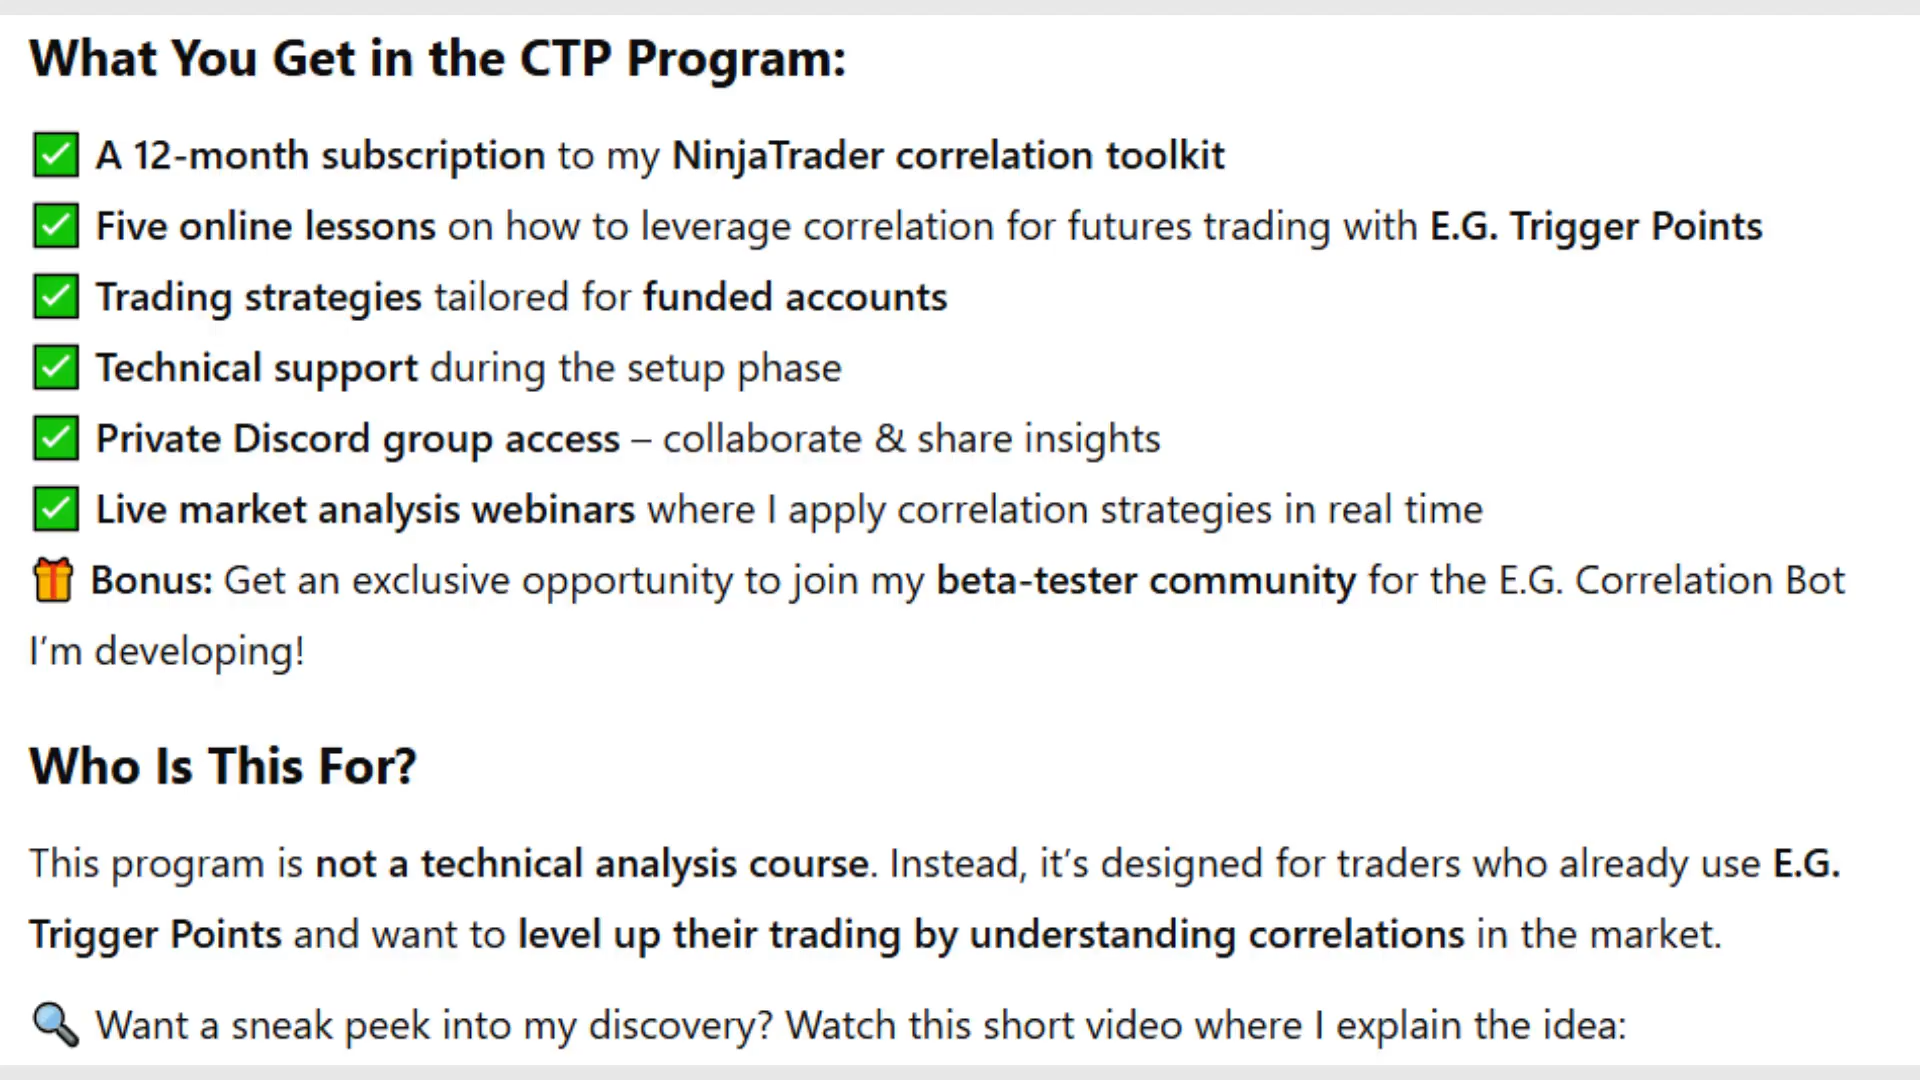 What You Get in the CTP Program:
✅ A 12-month subscription to my NinjaTrader correlation toolkit
✅ Five online lessons on how to leverage correlation for futures trading with E.G. Trigger Points
✅ Trading strategies tailored for funded accounts
✅ Technical support during the setup phase
✅ Private Discord group access – collaborate & share insights
✅ Live market analysis webinars where I apply correlation strategies in real time
🎁 Bonus: Get an exclusive opportunity to join my beta-tester community for the E.G. Correlation Bot
I’m developing!
Who Is This For?
This program is not a technical analysis course. Instead, it’s designed for traders who already use E.G.
Trigger Points and want to level up their trading by understanding correlations in the market.
🔍 Want a sneak peek into my discovery? Watch this short video where I explain the idea: